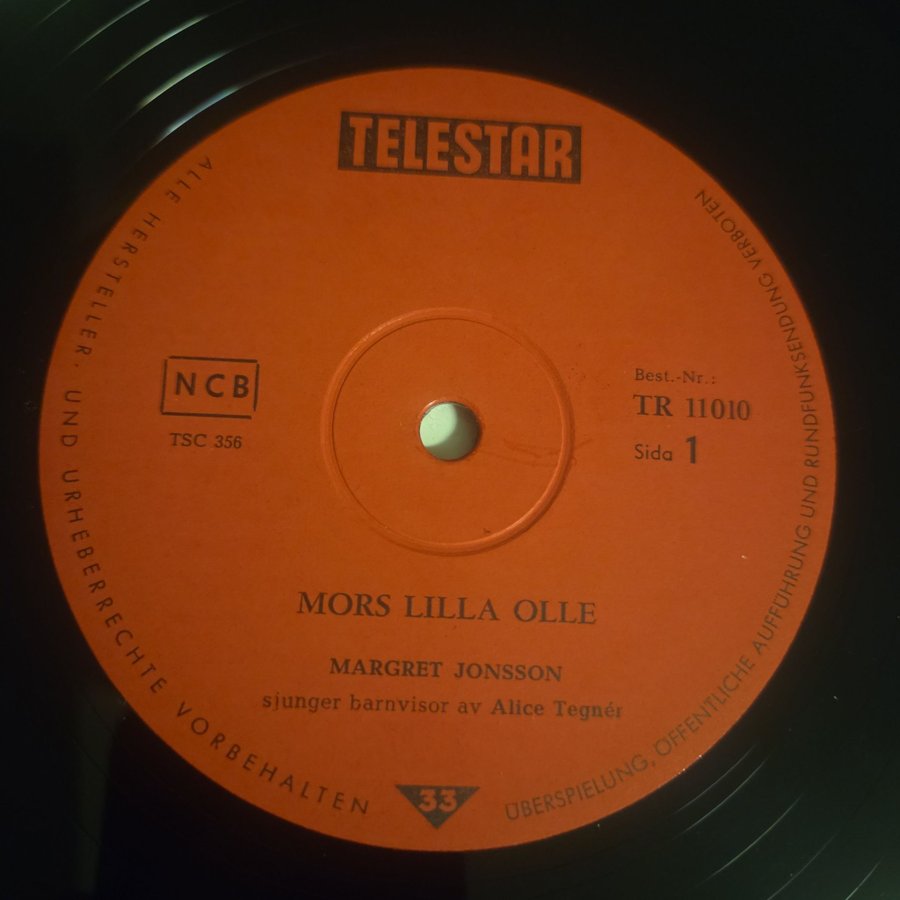 TELESTAR
ALLE HERSTELLER- UND URHEBERRECHTE VORBEHALTEN
ÜBERSPIELUNG, ÖFFENTLICHE AUFFÜHRUNG UND RUNDFUNKSENDUNG VERBOTEN
NCB
TSC 356
Best.-Nr.:
TR 11010
Sida 1
MORS LILLA OLLE
MARGRET JONSSON
sjunger barnvisor av Alice Tegnér
33